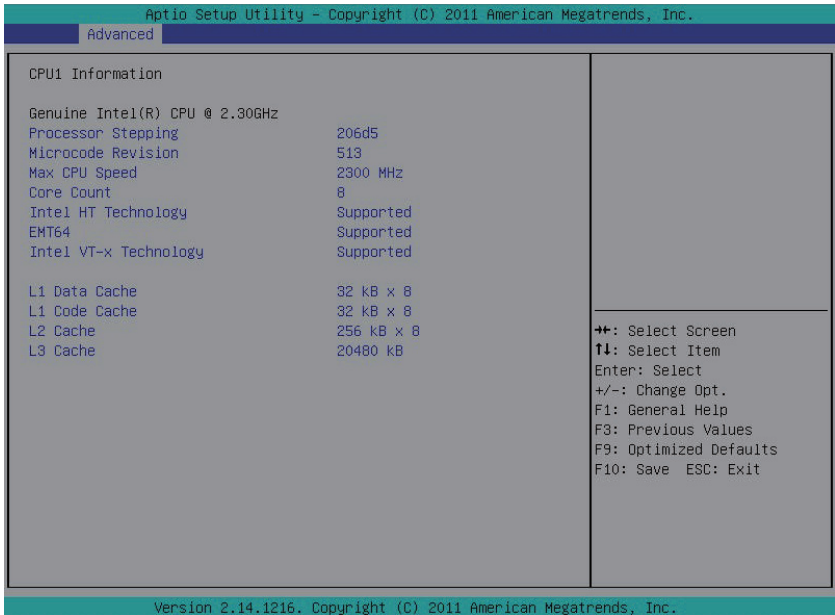 Aptio Setup Utility – Copyright (C) 2011 American Megatrends, Inc.
Advanced
CPU1 Information
Genuine Intel(R) CPU @ 2.30GHz
Processor Stepping 206d5
Microcode Revision 513
Max CPU Speed 2300 MHz
Core Count 8
Intel HT Technology Supported
EMT64 Supported
Intel VT-x Technology Supported
L1 Data Cache 32 kB x 8
L1 Code Cache 32 kB x 8
L2 Cache 256 kB x 8
L3 Cache 20480 kB
→←: Select Screen
↑↓: Select Item
Enter: Select
+/-: Change Opt.
F1: General Help
F3: Previous Values
F9: Optimized Defaults
F10: Save ESC: Exit
Version 2.14.1216. Copyright (C) 2011 American Megatrends, Inc.